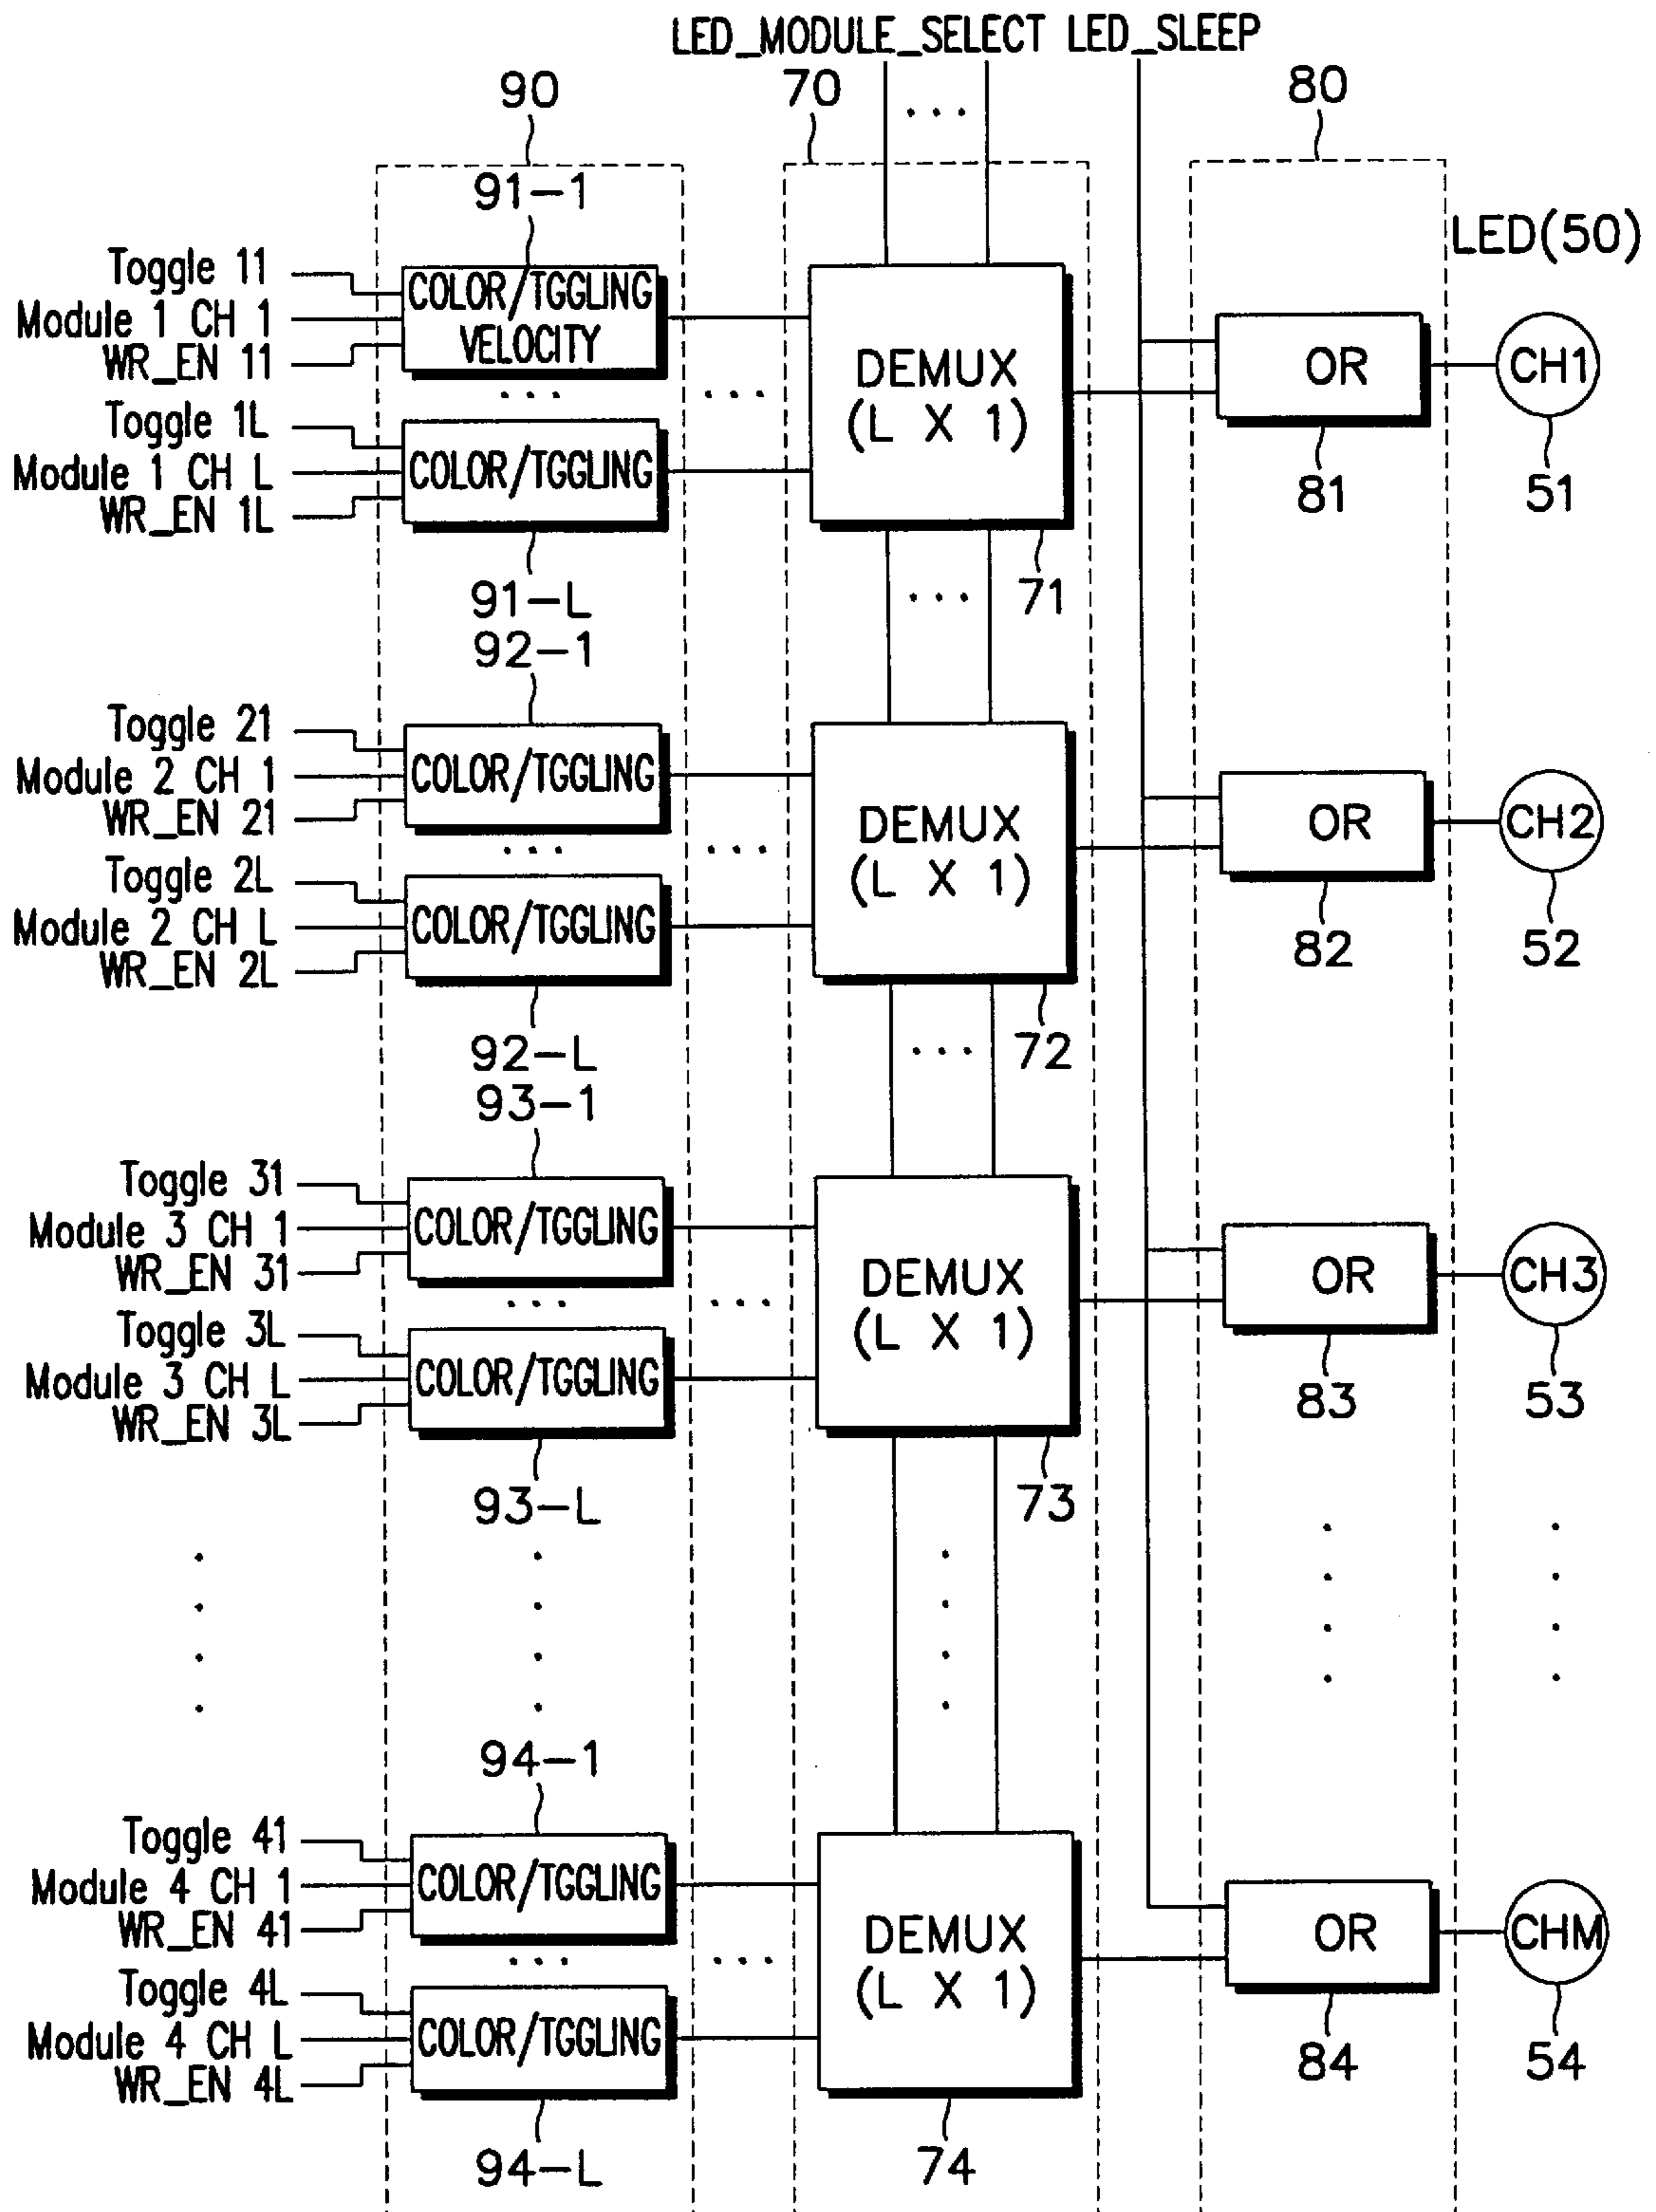 LED_MODULE_SELECT LED_SLEEP
90
70
80
91-1
LED(50)
Toggle 11
Module 1 CH 1
WR_EN 11
COLOR/TGGLING
VELOCITY
...
...
...
DEMUX
(L X 1)
OR
CH1
81
51
Toggle 1L
Module 1 CH L
WR_EN 1L
COLOR/TGGLING
91-L
71
...
92-1
Toggle 21
Module 2 CH 1
WR_EN 21
COLOR/TGGLING
...
...
DEMUX
(L X 1)
OR
CH2
82
52
Toggle 2L
Module 2 CH L
WR_EN 2L
COLOR/TGGLING
92-L
72
...
93-1
Toggle 31
Module 3 CH 1
WR_EN 31
COLOR/TGGLING
...
...
DEMUX
(L X 1)
OR
CH3
83
53
Toggle 3L
Module 3 CH L
WR_EN 3L
COLOR/TGGLING
93-L
73
94-1
Toggle 41
Module 4 CH 1
WR_EN 41
COLOR/TGGLING
...
...
DEMUX
(L X 1)
OR
CHM
84
54
Toggle 4L
Module 4 CH L
WR_EN 4L
COLOR/TGGLING
94-L
74